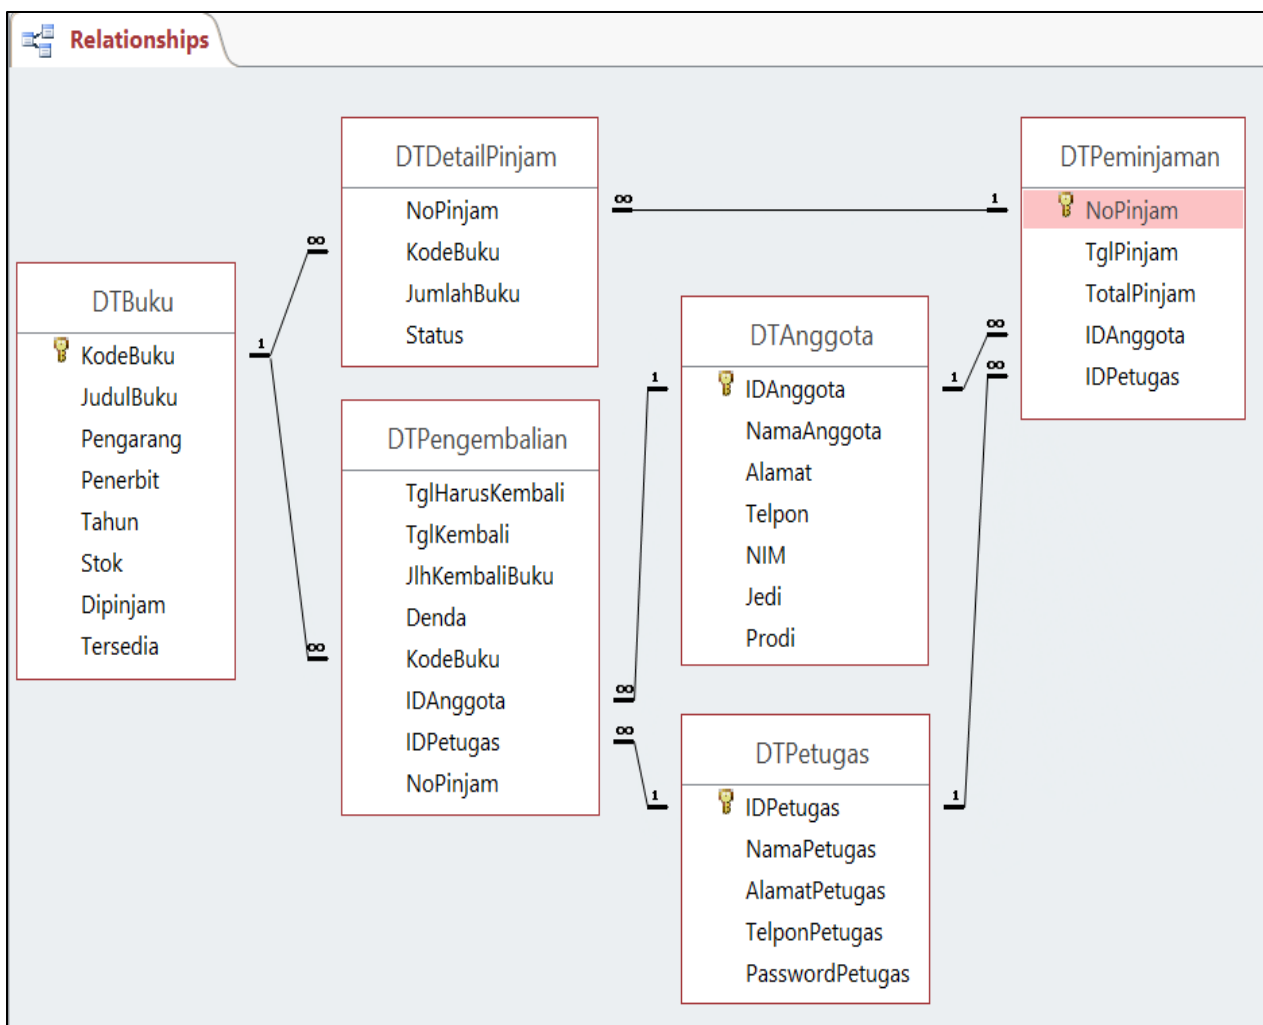 Relationships
DTBuku
KodeBuku
JudulBuku
Pengarang
Penerbit
Tahun
Stok
Dipinjam
Tersedia
1
∞
∞
DTDetailPinjam
NoPinjam
KodeBuku
JumlahBuku
Status
∞
1
DTPengembalian
TglHarusKembali
TglKembali
JlhKembaliBuku
Denda
KodeBuku
IDAnggota
IDPetugas
NoPinjam
∞
1
∞
1
DTAnggota
IDAnggota
NamaAnggota
Alamat
Telpon
NIM
Jedi
Prodi
1
∞
DTPetugas
IDPetugas
NamaPetugas
AlamatPetugas
TelponPetugas
PasswordPetugas
1
∞
DTPeminjaman
NoPinjam
TglPinjam
TotalPinjam
IDAnggota
IDPetugas